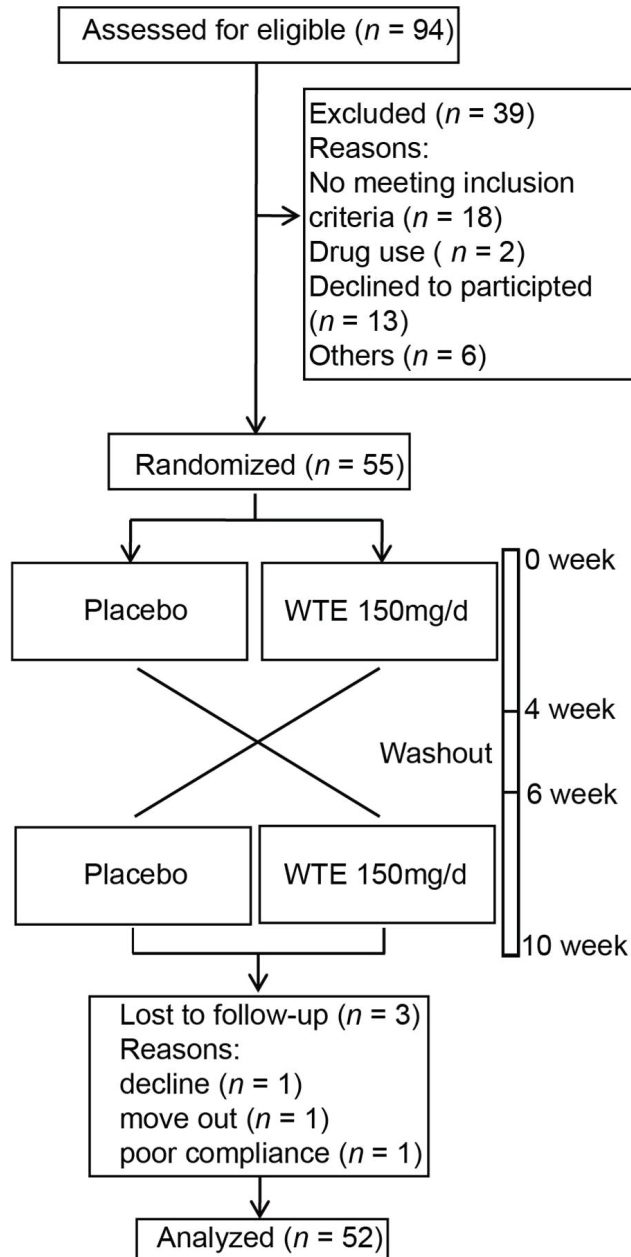 Assessed for eligible (n = 94)
Excluded (n = 39)
Reasons:
No meeting inclusion
criteria (n = 18)
Drug use ( n = 2)
Declined to participted
(n = 13)
Others (n = 6)
Randomized (n = 55)
Placebo
WTE 150mg/d
0 week
4 week
Washout
6 week
Placebo
WTE 150mg/d
10 week
Lost to follow-up (n = 3)
Reasons:
decline (n = 1)
move out (n = 1)
poor compliance (n = 1)
Analyzed (n = 52)